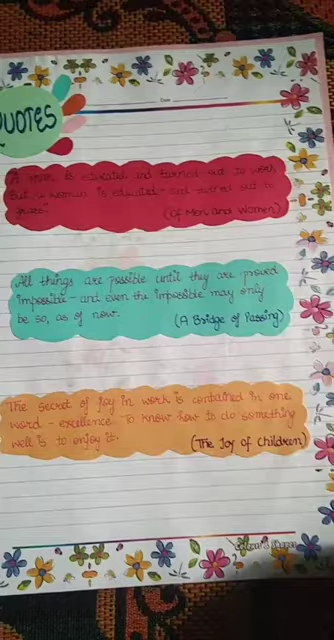 QUOTES
Date
A man is educated and turned out to work
But a woman is educated - and turned out to
grass"
(Of Men and Women)
All things are possible until they are proved
impossible - and even the impossible may only
be so, as of now.
(A Bridge of Passing)
The secret of joy in work is contained in one
word - excellence. To know how to do something
well is to enjoy it.
(The Joy of Children)